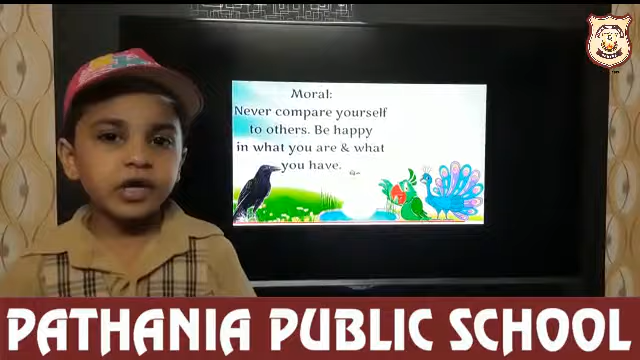 Moral:
Never compare yourself
to others. Be happy
in what you are & what
you have.
PATHANIA PUBLIC SCHOOL